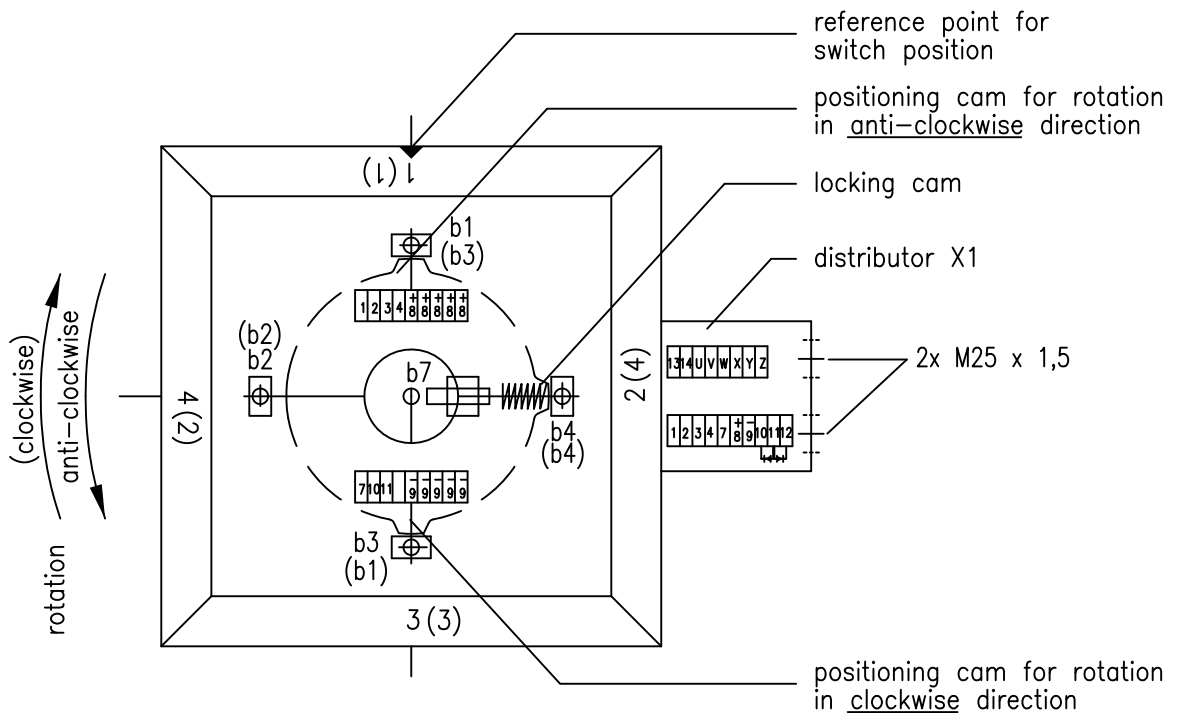 reference point for
switch position
positioning cam for rotation
in anti-clockwise direction
locking cam
distributor X1
2x M25 x 1,5
positioning cam for rotation
in clockwise direction
1 (1)
b1
(b3)
1 2 3 4 +8 +8 +8 +8 +8
(b2)
b2
b7
b4
(b4)
2 (4)
4 (2)
7 10 11 -9 -9 -9 -9 -9
b3
(b1)
3 (3)
13 14 U V W X Y Z
1 2 3 4 7 +8 -9 10 11 12
(clockwise)
anti-clockwise
rotation